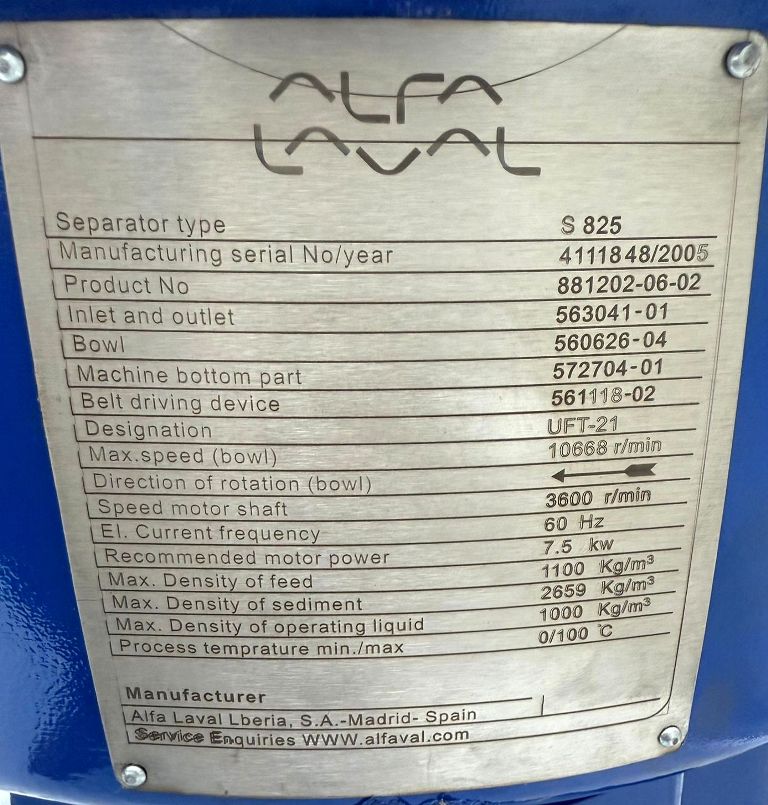 ALFA
LAVAL
Separator type S 825
Manufacturing serial No/year 4111848/2005
Product No 881202-06-02
Inlet and outlet 563041-01
Bowl 560626-04
Machine bottom part 572704-01
Belt driving device 561118-02
Designation UFT-21
Max.speed (bowl) 10668 r/min
Direction of rotation (bowl)
Speed motor shaft 3600 r/min
El. Current frequency 60 Hz
Recommended motor power 7.5 kw
Max. Density of feed 1100 Kg/m³
Max. Density of sediment 2659 Kg/m³
Max. Density of operating liquid 1000 Kg/m³
Process temprature min./max 0/100 °C
Manufacturer
Alfa Laval Lberia, S.A.-Madrid- Spain
Service Enquiries WWW.alfaval.com